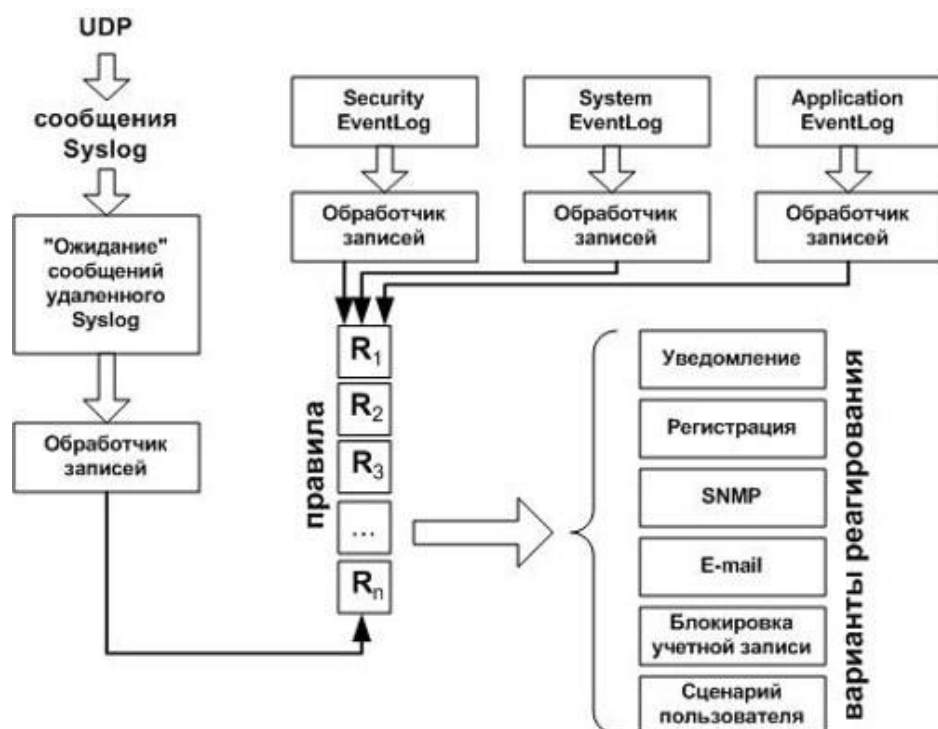 UDP
сообщения
Syslog
"Ожидание"
сообщений
удаленного
Syslog
Обработчик
записей
Security
EventLog
System
EventLog
Application
EventLog
Обработчик
записей
Обработчик
записей
Обработчик
записей
правила
R1
R2
R3
...
Rn
Уведомление
Регистрация
SNMP
E-mail
Блокировка
учетной записи
Сценарий
пользователя
варианты реагирования